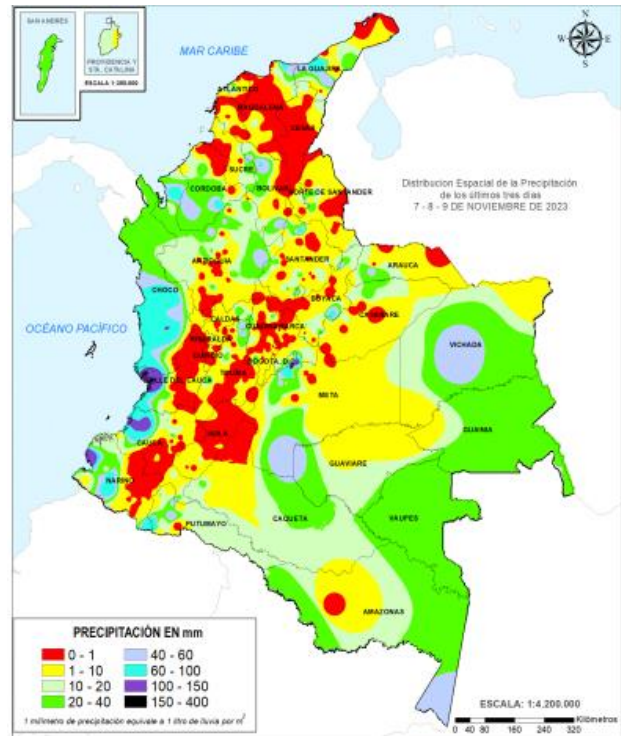 SAN ANDRÉS
PROVIDENCIA Y
STA. CATALINA
ESCALA 1:300.000
MAR CARIBE
N
W
E
S
LA GUAJIRA
ATLÁNTICO
MAGDALENA
CESAR
SUCRE
CORDOBA
BOLIVAR
NORTE DE SANTANDER
Distribucion Espacial de la Precipitación
de los últimos tres días
7 - 8 - 9 DE NOVIEMBRE DE 2023
ANTIOQUIA
SANTANDER
ARAUCA
CHOCO
BOYACA
CASANARE
OCÉANO PACÍFICO
CALDAS
CUNDINAMARCA
RISARALDA
VICHADA
QUINDIO
BOGOTA, D.C.
VALLE DEL CAUCA
TOLIMA
META
GUAINIA
HUILA
CAUCA
GUAVIARE
NARIÑO
CAQUETA
VAUPES
PUTUMAYO
AMAZONAS
PRECIPITACIÓN EN mm
0 - 1
40 - 60
1 - 10
60 - 100
10 - 20
100 - 150
20 - 40
150 - 400
1 milímetro de precipitación equivale a 1 litro de lluvia por m²
ESCALA: 1:4.200.000
Kilómetros
0 40 80 160 240 320